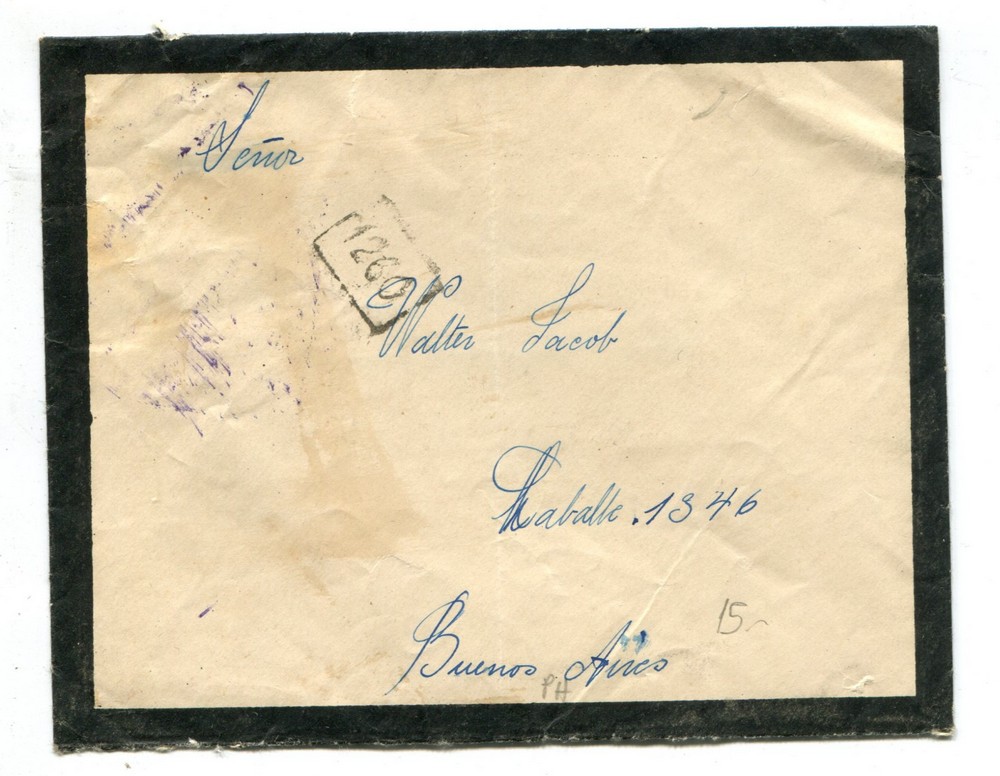 Señor
1260
Walter Jacob
Lavalle . 1346
15
Buenos Aires
PH